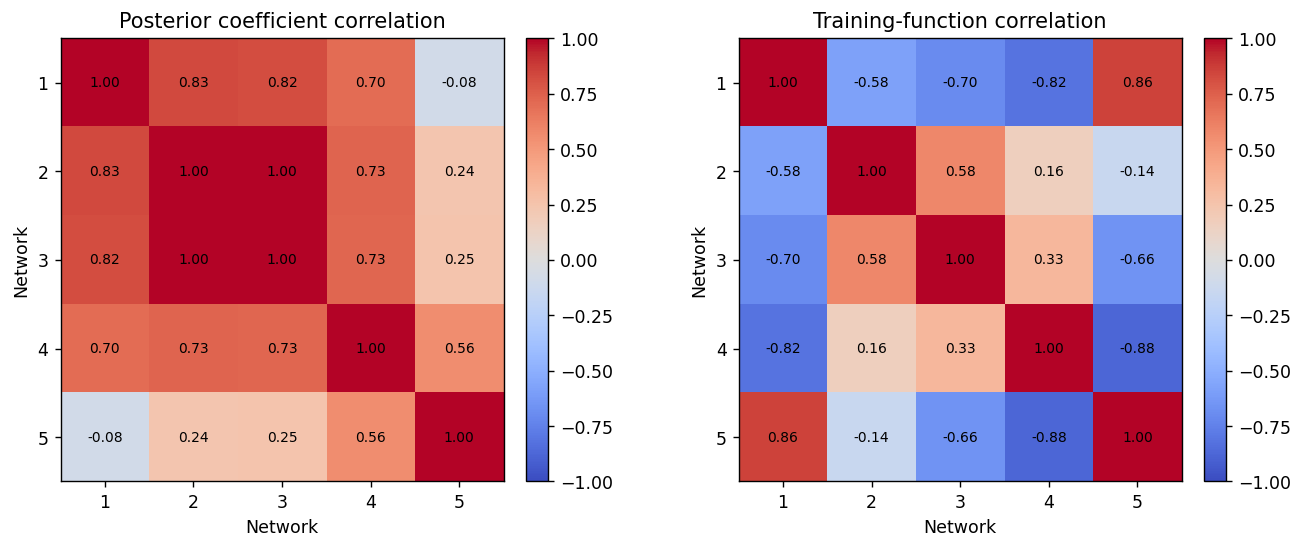 Posterior coefficient correlation
1 1.00 0.83 0.82 0.70 -0.08
2 0.83 1.00 1.00 0.73 0.24
3 0.82 1.00 1.00 0.73 0.25
4 0.70 0.73 0.73 1.00 0.56
5 -0.08 0.24 0.25 0.56 1.00
1 2 3 4 5
Network
Network
1.00
0.75
0.50
0.25
0.00
−0.25
−0.50
−0.75
−1.00
Training-function correlation
1 1.00 -0.58 -0.70 -0.82 0.86
2 -0.58 1.00 0.58 0.16 -0.14
3 -0.70 0.58 1.00 0.33 -0.66
4 -0.82 0.16 0.33 1.00 -0.88
5 0.86 -0.14 -0.66 -0.88 1.00
1 2 3 4 5
Network
Network
1.00
0.75
0.50
0.25
0.00
−0.25
−0.50
−0.75
−1.00